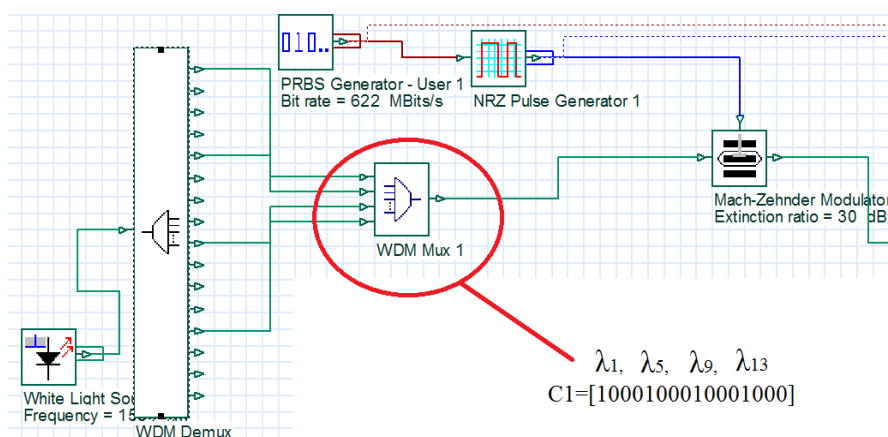 010..
PRBS Generator - User 1
Bit rate = 622 MBits/s
NRZ Pulse Generator 1
Mach-Zehnder Modulator
Extinction ratio = 30 dB
WDM Mux 1
White Light
Frequency = 15
WDM Demux
λ1, λ5, λ9, λ13
C1=[1000100010001000]